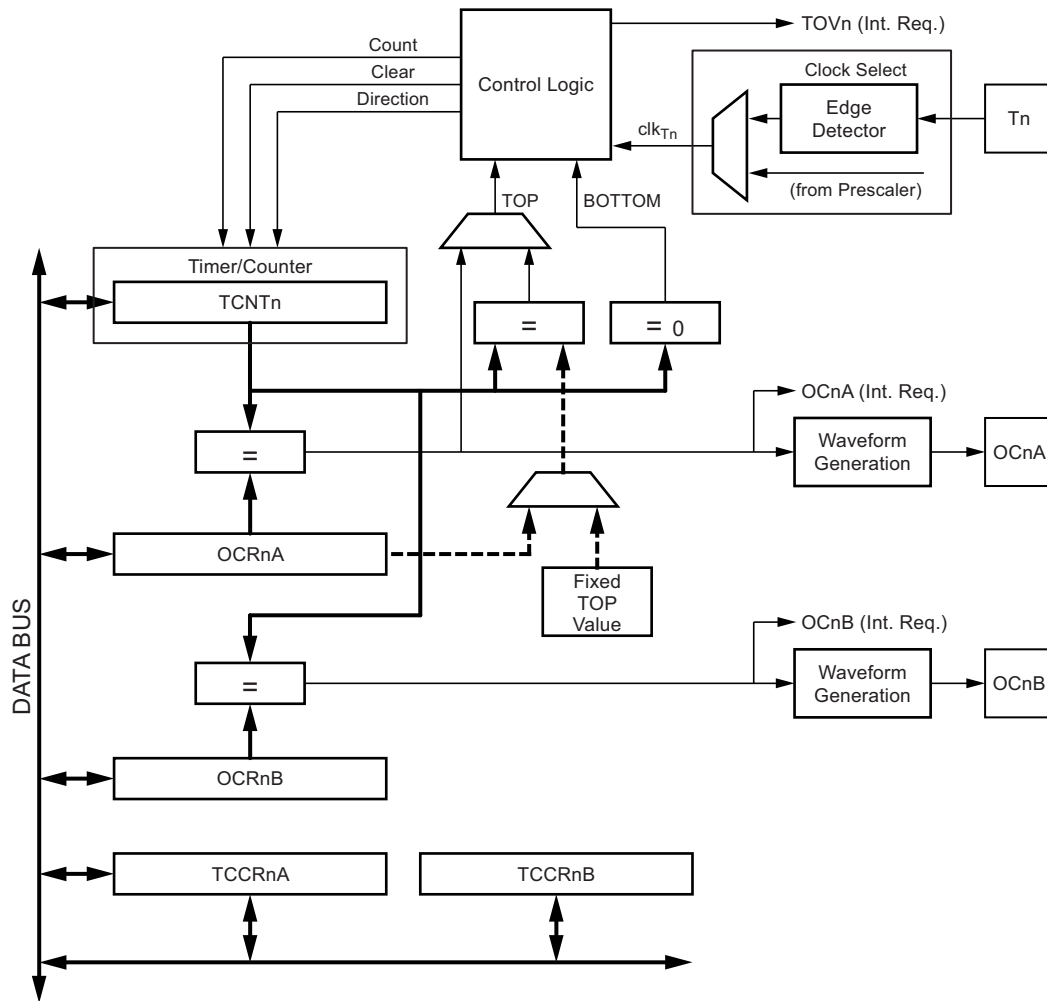 TOVn (Int. Req.)
Count
Clear
Direction
Control Logic
Clock Select
Edge
Detector
Tn
clkTn
(from Prescaler)
TOP
BOTTOM
Timer/Counter
TCNTn
=
= 0
OCnA (Int. Req.)
=
Waveform
Generation
OCnA
OCRnA
Fixed
TOP
Value
DATA BUS
OCnB (Int. Req.)
=
Waveform
Generation
OCnB
OCRnB
TCCRnA
TCCRnB